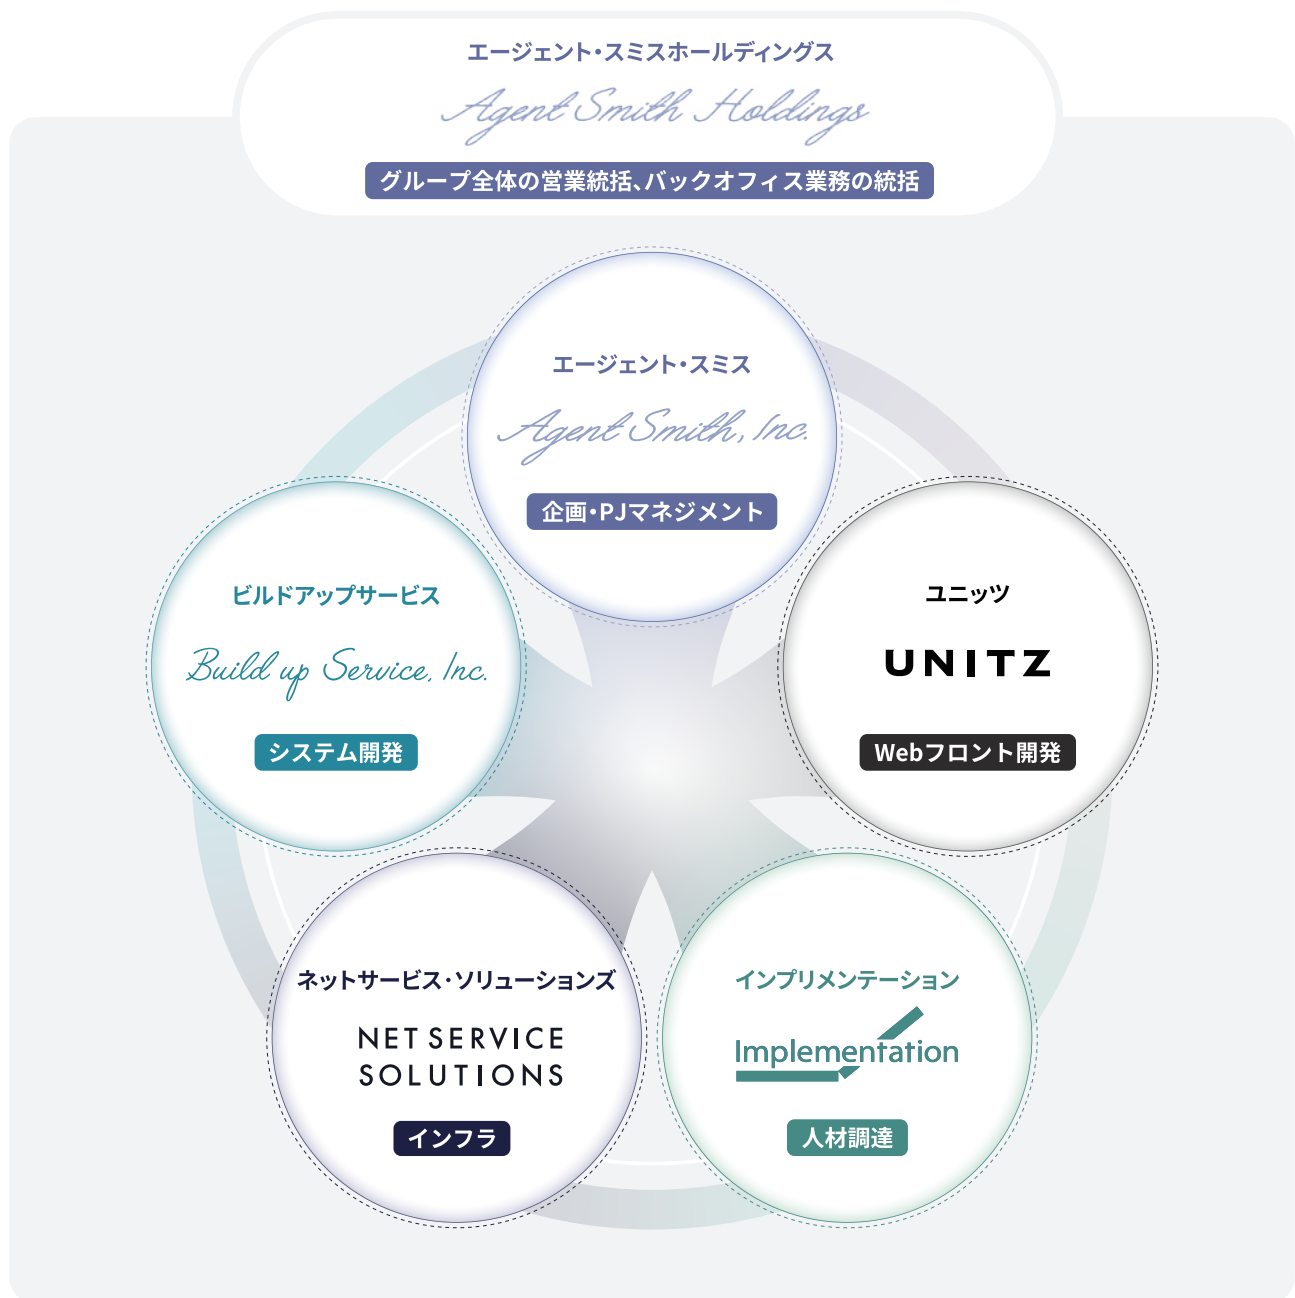 エージェント・スミスホールディングス
Agent Smith Holdings
グループ全体の営業統括、バックオフィス業務の統括
エージェント・スミス
Agent Smith, Inc.
企画・PJマネジメント
ビルドアップサービス
Build up Service, Inc.
システム開発
ユニッツ
UNITZ
Webフロント開発
ネットサービス・ソリューションズ
NET SERVICE
SOLUTIONS
インフラ
インプリメンテーション
Implementation
人材調達